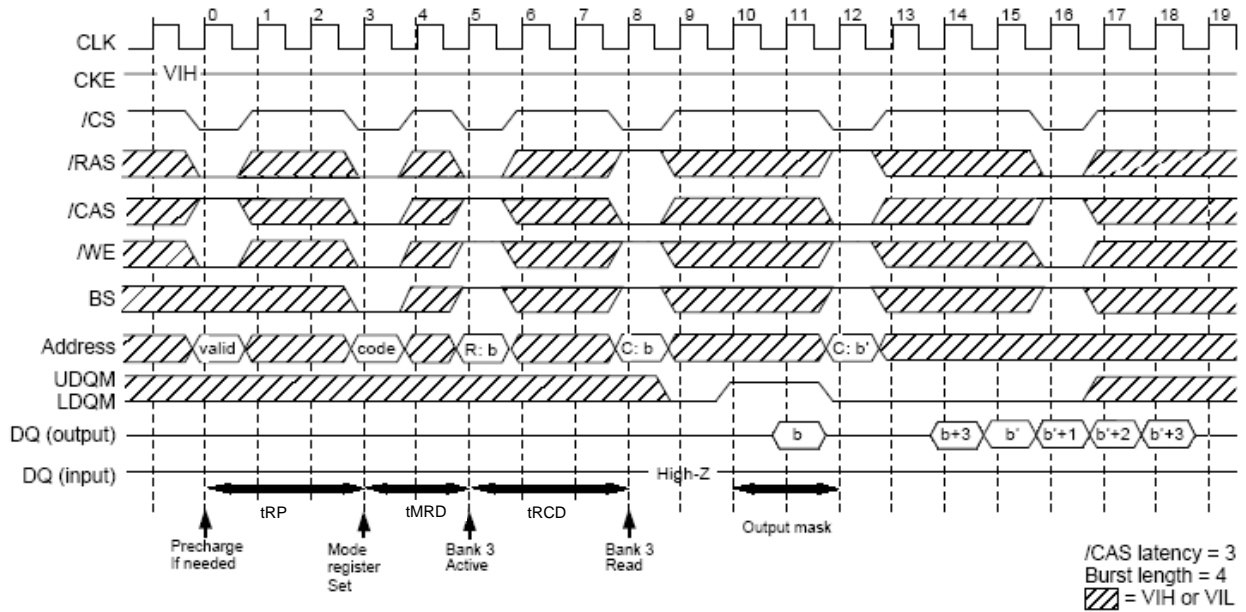 0 1 2 3 4 5 6 7 8 9 10 11 12 13 14 15 16 17 18 19
CLK
CKE VIH
/CS
/RAS
/CAS
/WE
BS
Address valid code R: b C: b C: b'
UDQM
LDQM
DQ (output) b b+3 b' b'+1 b'+2 b'+3
DQ (input) High-Z
tRP tMRD tRCD Output mask
Precharge
If needed
Mode
register
Set
Bank 3
Active
Bank 3
Read
/CAS latency = 3
Burst length = 4
= VIH or VIL